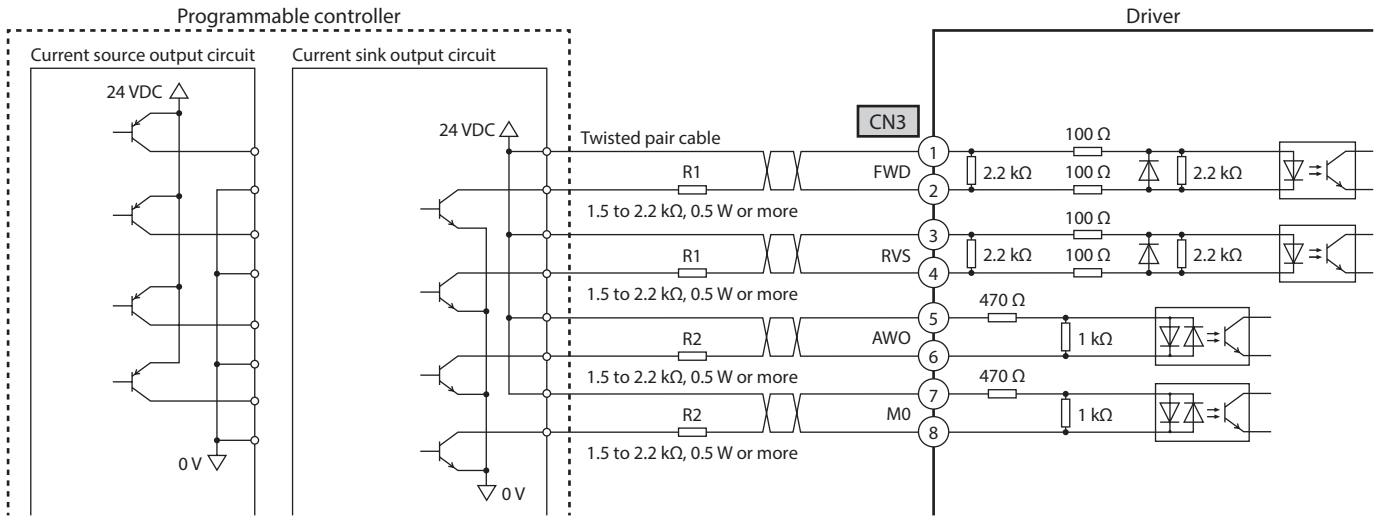 Programmable controller
Driver
Current source output circuit
Current sink output circuit
24 VDC
24 VDC
Twisted pair cable
CN3
R1
1.5 to 2.2 kΩ, 0.5 W or more
FWD
1
2
2.2 kΩ
100 Ω
100 Ω
2.2 kΩ
R1
1.5 to 2.2 kΩ, 0.5 W or more
RVS
3
4
2.2 kΩ
100 Ω
100 Ω
2.2 kΩ
R2
1.5 to 2.2 kΩ, 0.5 W or more
AWO
5
6
470 Ω
1 kΩ
R2
1.5 to 2.2 kΩ, 0.5 W or more
M0
7
8
470 Ω
1 kΩ
0 V
0 V